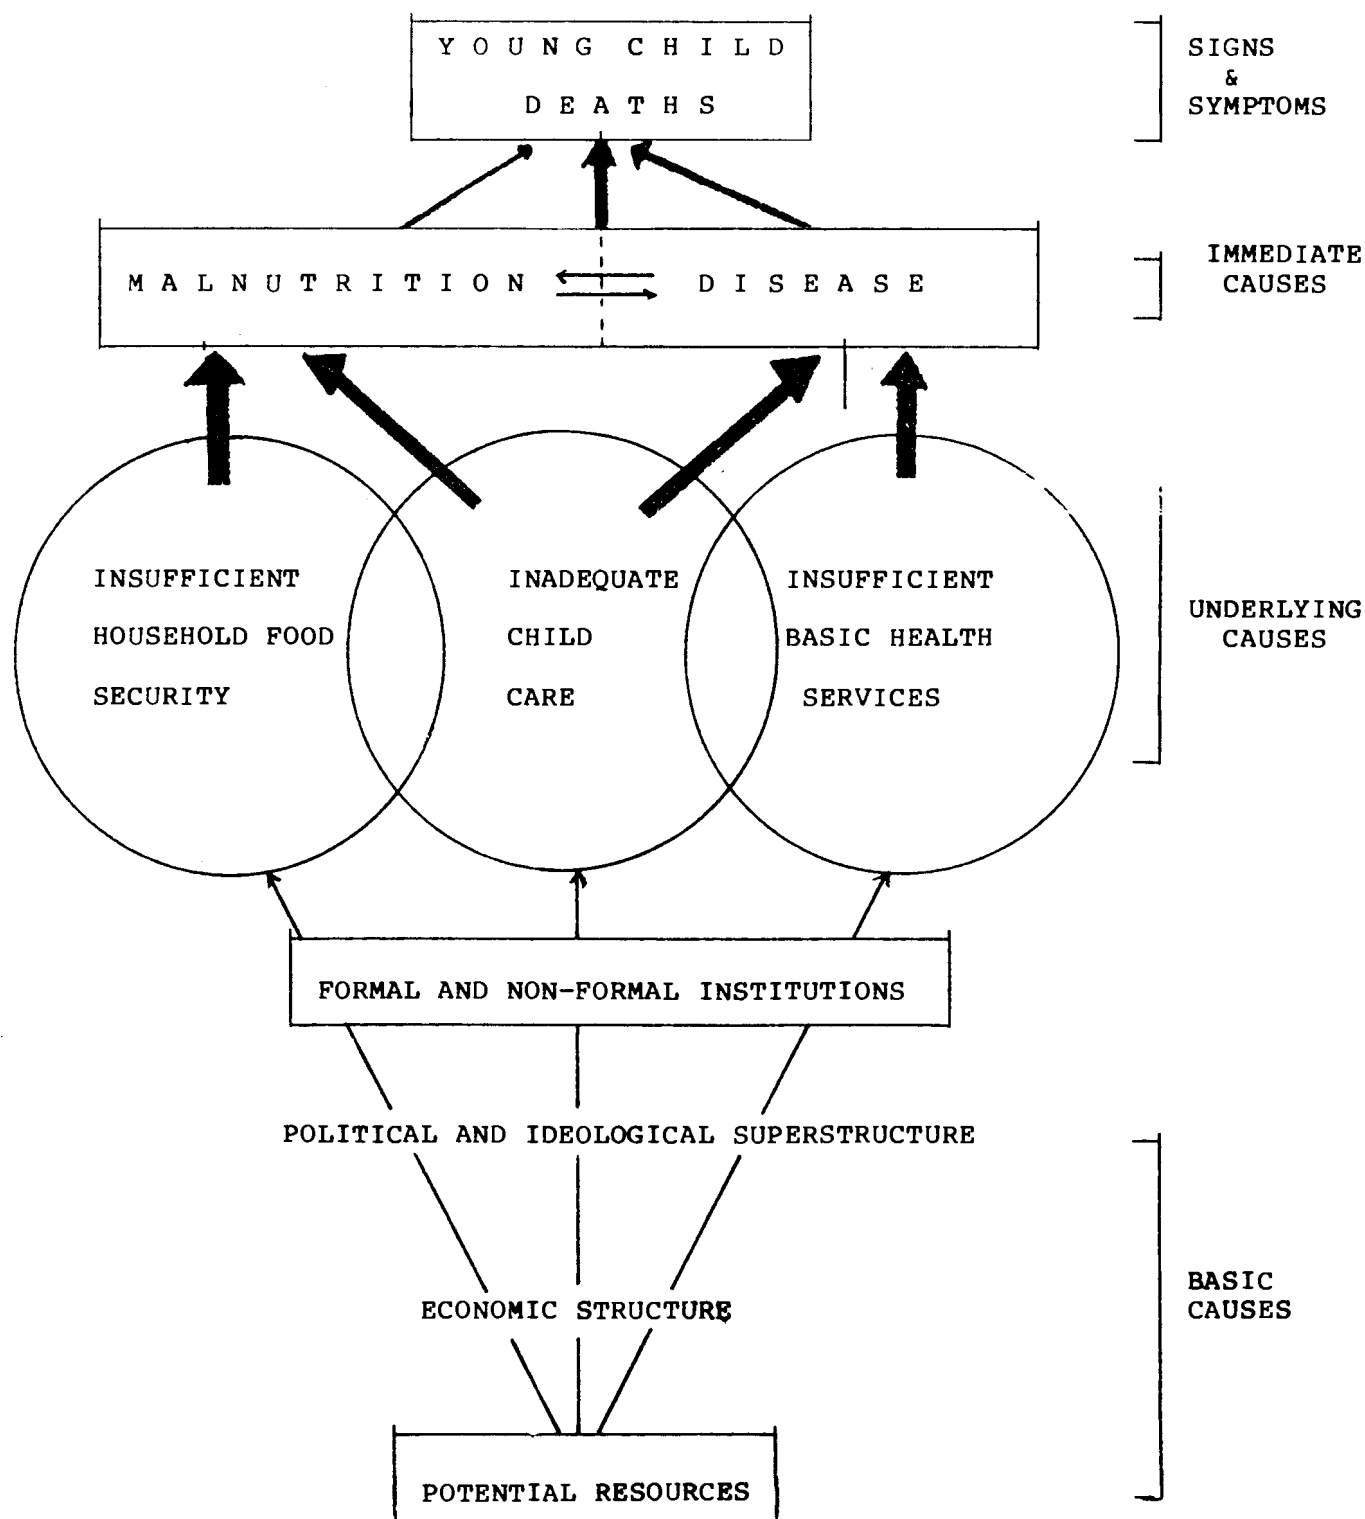 YOUNG CHILD
DEATHS
SIGNS
&
SYMPTOMS
MALNUTRITION
DISEASE
IMMEDIATE
CAUSES
INSUFFICIENT
HOUSEHOLD FOOD
SECURITY
INADEQUATE
CHILD
CARE
INSUFFICIENT
BASIC HEALTH
SERVICES
UNDERLYING
CAUSES
FORMAL AND NON-FORMAL INSTITUTIONS
POLITICAL AND IDEOLOGICAL SUPERSTRUCTURE
ECONOMIC STRUCTURE
BASIC
CAUSES
POTENTIAL RESOURCES